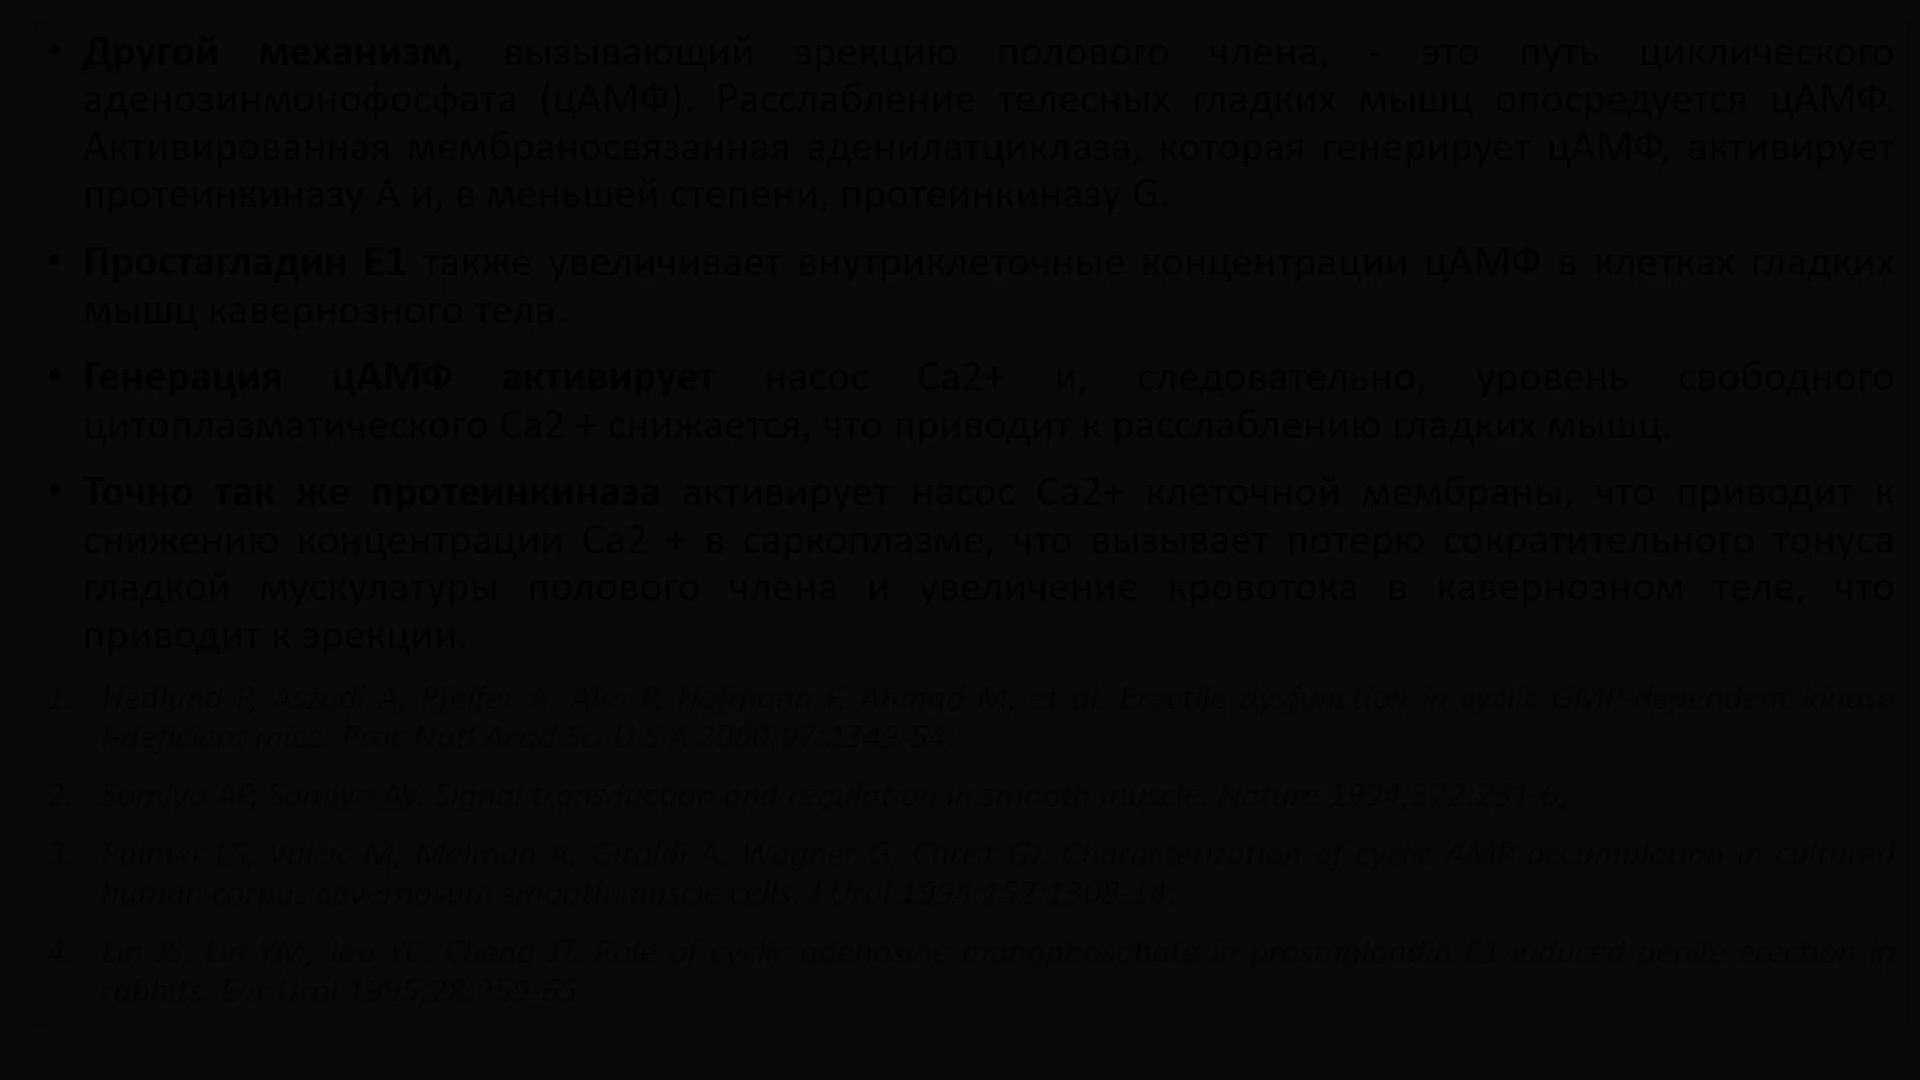 • Другой механизм, вызывающий эрекцию полового члена, - это путь циклического
аденозинмонофосфата (цАМФ). Расслабление телесных гладких мышц опосредуется цАМФ.
Активированная мембраносвязанная аденилатциклаза, которая генерирует цАМФ, активирует
протеинкиназу А и, в меньшей степени, протеинкиназу G.
• Простагладин E1 также увеличивает внутриклеточные концентрации цАМФ в клетках гладких
мышц кавернозного тела.
• Генерация цАМФ активирует насос Ca2+ и, следовательно, уровень свободного
цитоплазматического Ca2 + снижается, что приводит к расслаблению гладких мышц.
• Точно так же протеинкиназа активирует насос Ca2+ клеточной мембраны, что приводит к
снижению концентрации Ca2 + в саркоплазме, что вызывает потерю сократительного тонуса
гладкой мускулатуры полового члена и увеличение кровотока в кавернозном теле, что
приводит к эрекции.
1. Hedlund P, Aszodi A, Pfeifer A, Alm P, Hofmann F, Ahmad M, et al. Erectile dysfunction in cyclic GMP-dependent kinase
I-deficient mice. Proc Natl Acad Sci U S A 2000;97:2349-54;
2. Somlyo AP, Somlyo AV. Signal transduction and regulation in smooth muscle. Nature 1994;372:231-6;
3. Palmer LS, Valcic M, Melman A, Giraldi A, Wagner G, Christ GJ. Characterization of cyclic AMP accumulation in cultured
human corpus cavernosum smooth muscle cells. J Urol 1994;152:1308-14;
4. Lin JS, Lin YM, Jou YC, Cheng JT. Role of cyclic adenosine monophosphate in prostaglandin E1-induced penile erection in
rabbits. Eur Urol 1995;28:259-65